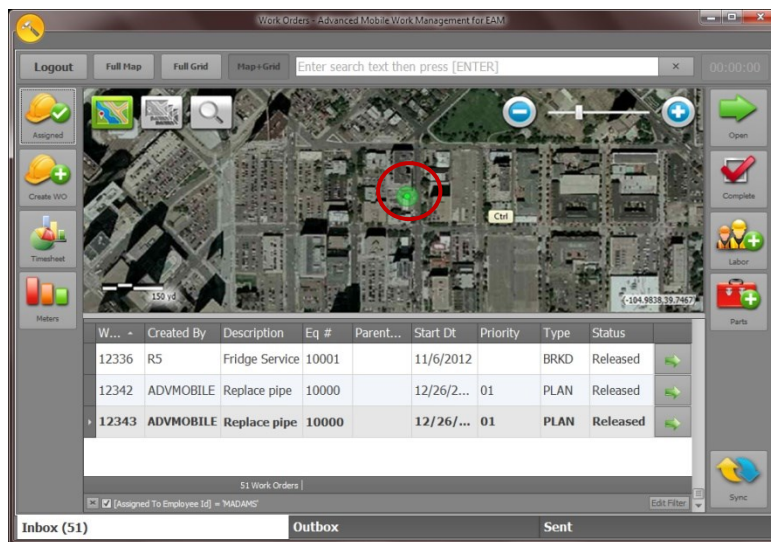 Work Orders - Advanced Mobile Work Management for EAM
Logout Full Map Full Grid Map+Grid Enter search text then press [ENTER] × 00:00:00
Assigned
Open
Create WO
Complete
Ctrl
Timesheet
Labor
150 yd
(-104.9838,39.7467)
Meters
Parts
W... Created By Description Eq # Parent... Start Dt Priority Type Status
12336 R5 Fridge Service 10001 11/6/2012 BRKD Released
12342 ADVMOBILE Replace pipe 10000 12/26/2... 01 PLAN Released
12343 ADVMOBILE Replace pipe 10000 12/26/... 01 PLAN Released
51 Work Orders |
[Assigned To Employee Id] = 'MADAMS' Edit Filter
Sync
Inbox (51) Outbox Sent